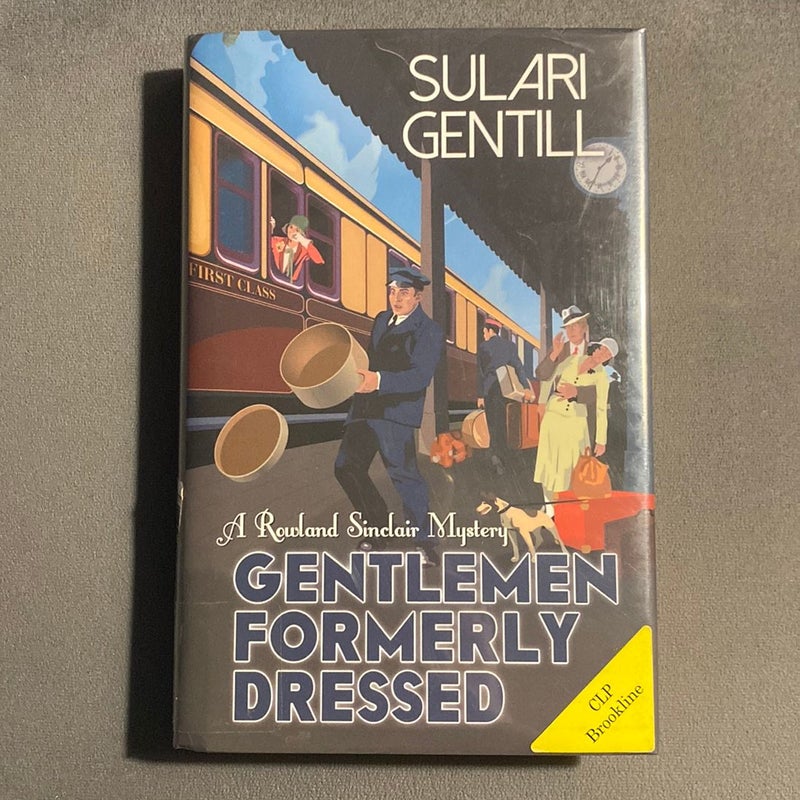 SULARI
GENTILL
FIRST CLASS
A Rowland Sinclair Mystery
GENTLEMEN
FORMERLY
DRESSED
CLP
Brookline